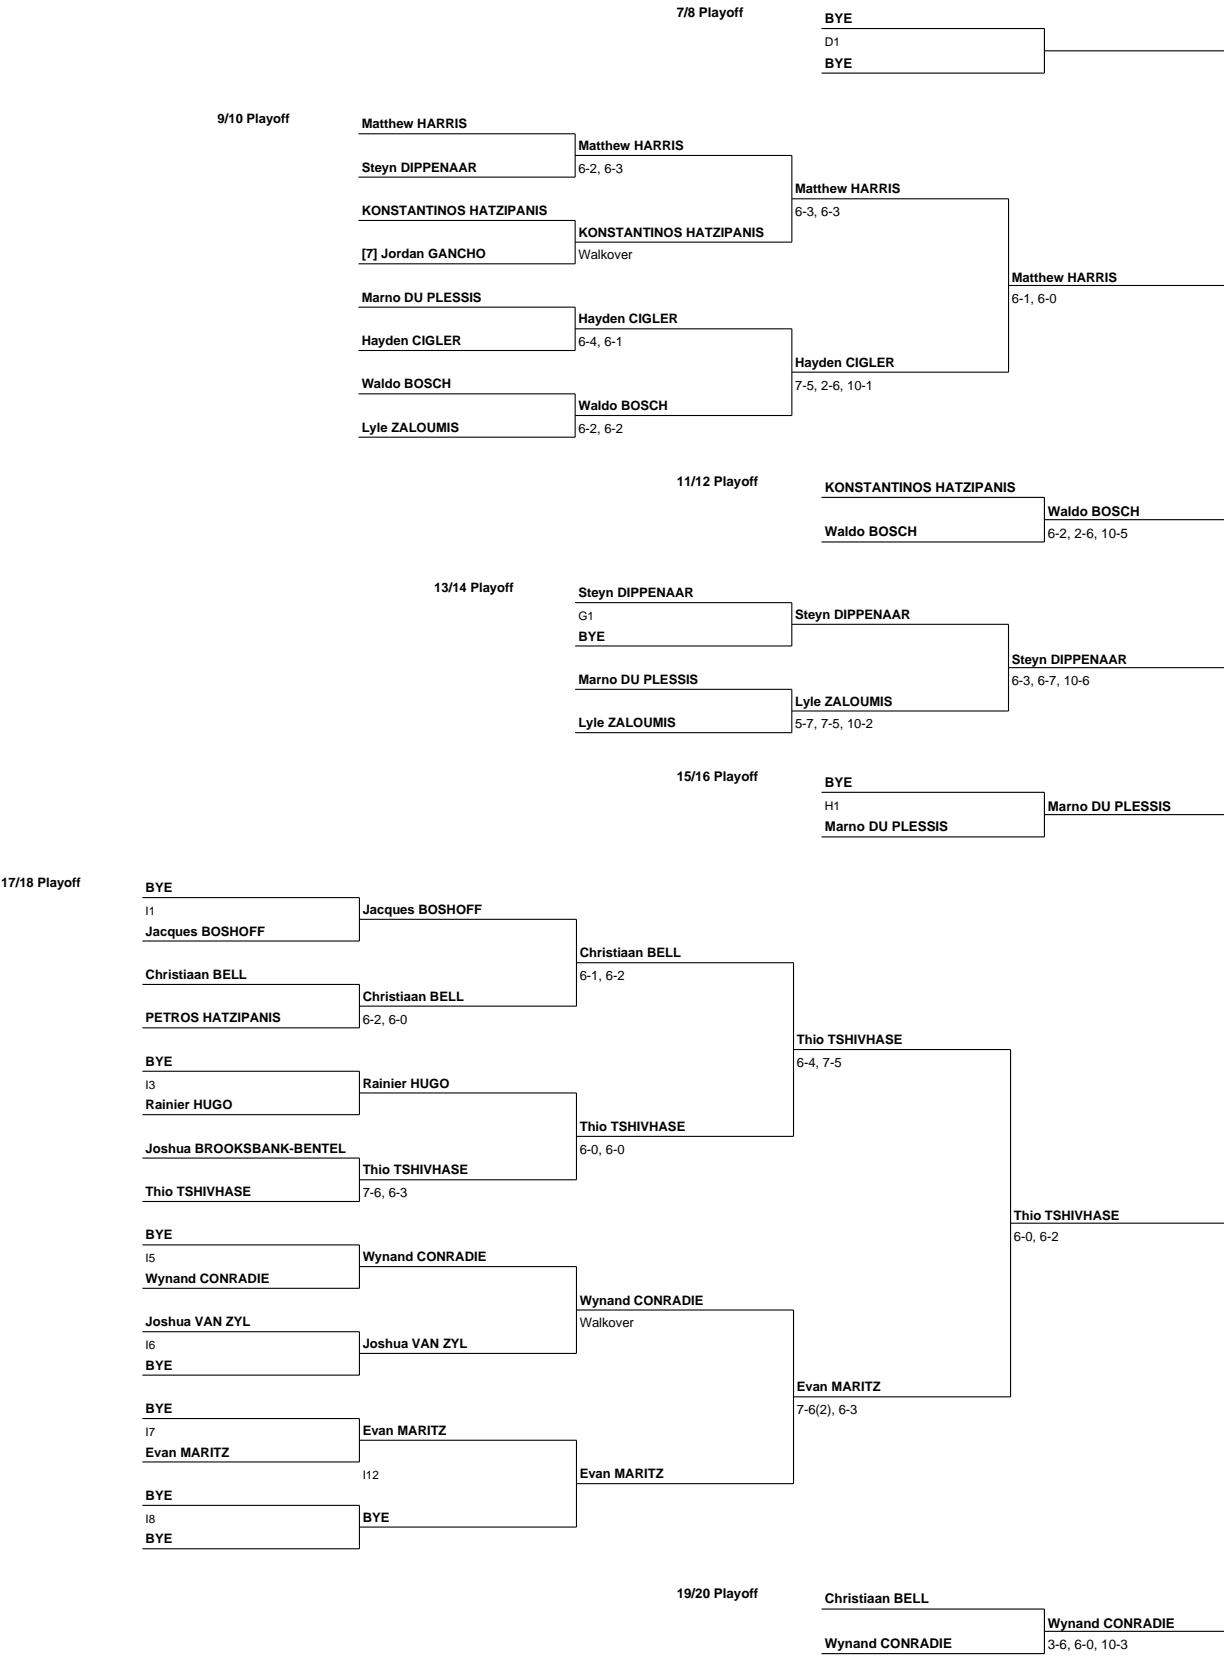 7/8 Playoff
BYE
D1
BYE
9/10 Playoff
Matthew HARRIS
Matthew HARRIS
Steyn DIPPENAAR
6-2, 6-3
Matthew HARRIS
KONSTANTINOS HATZIPANIS
6-3, 6-3
KONSTANTINOS HATZIPANIS
[7] Jordan GANCHO
Walkover
Matthew HARRIS
Marno DU PLESSIS
6-1, 6-0
Hayden CIGLER
Hayden CIGLER
6-4, 6-1
Hayden CIGLER
Waldo BOSCH
7-5, 2-6, 10-1
Waldo BOSCH
Lyle ZALOUMIS
6-2, 6-2
11/12 Playoff
KONSTANTINOS HATZIPANIS
Waldo BOSCH
Waldo BOSCH
6-2, 2-6, 10-5
13/14 Playoff
Steyn DIPPENAAR
G1
Steyn DIPPENAAR
BYE
Steyn DIPPENAAR
Marno DU PLESSIS
6-3, 6-7, 10-6
Lyle ZALOUMIS
Lyle ZALOUMIS
5-7, 7-5, 10-2
15/16 Playoff
BYE
H1
Marno DU PLESSIS
Marno DU PLESSIS
17/18 Playoff
BYE
I1
Jacques BOSHOFF
Jacques BOSHOFF
Christiaan BELL
Christiaan BELL
6-1, 6-2
Christiaan BELL
PETROS HATZIPANIS
6-2, 6-0
Thio TSHIVHASE
BYE
6-4, 7-5
I3
Rainier HUGO
Rainier HUGO
Thio TSHIVHASE
Joshua BROOKSBANK-BENTEL
6-0, 6-0
Thio TSHIVHASE
Thio TSHIVHASE
7-6, 6-3
Thio TSHIVHASE
BYE
6-0, 6-2
I5
Wynand CONRADIE
Wynand CONRADIE
Wynand CONRADIE
Joshua VAN ZYL
Walkover
I6
Joshua VAN ZYL
BYE
Evan MARITZ
BYE
7-6(2), 6-3
I7
Evan MARITZ
Evan MARITZ
I12
Evan MARITZ
BYE
I8
BYE
BYE
19/20 Playoff
Christiaan BELL
Wynand CONRADIE
Wynand CONRADIE
3-6, 6-0, 10-3